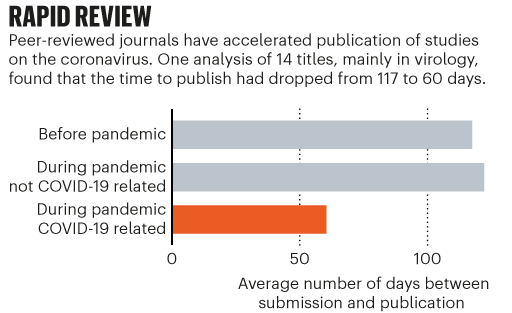 RAPID REVIEW
Peer-reviewed journals have accelerated publication of studies
on the coronavirus. One analysis of 14 titles, mainly in virology,
found that the time to publish had dropped from 117 to 60 days.
Before pandemic
During pandemic
not COVID-19 related
During pandemic
COVID-19 related
0
50
100
Average number of days between
submission and publication